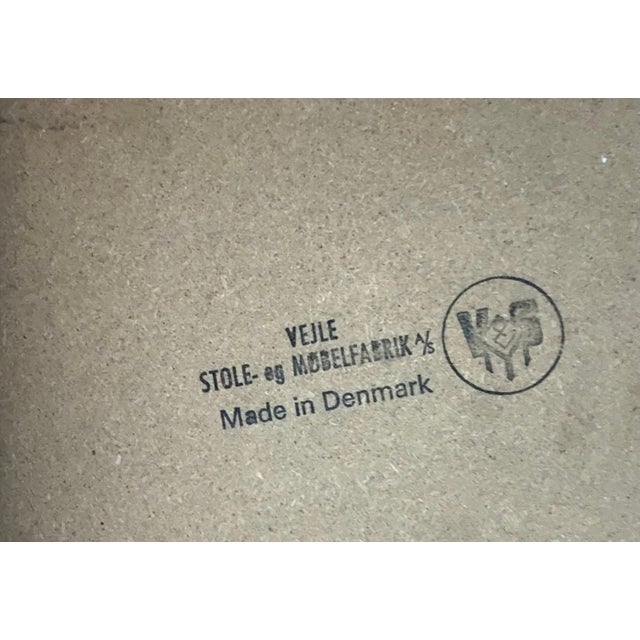 VEJLE
STOLE- og MØBELFABRIK A/S
Made in Denmark
V&S